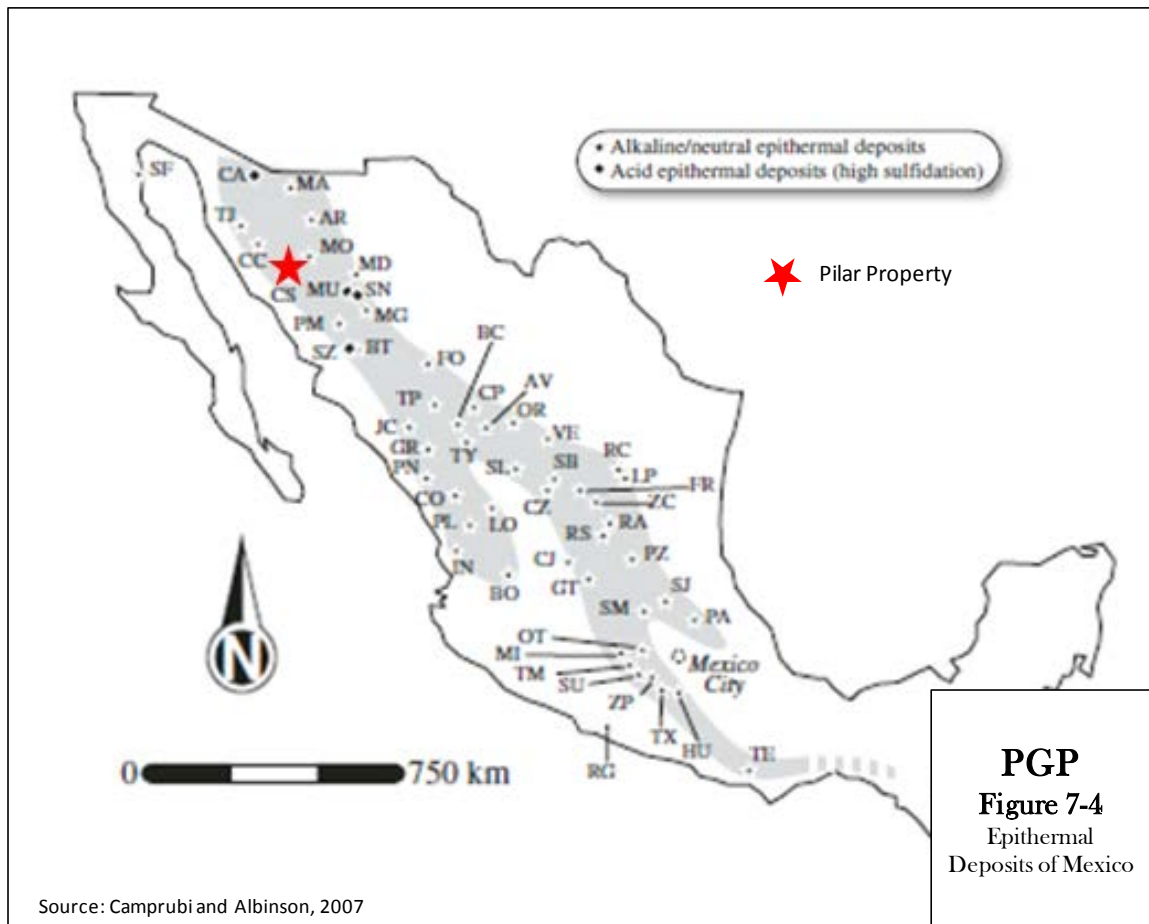 Alkaline/neutral epithermal deposits
Acid epithermal deposits (high sulfidation)
Pilar Property
SF
CA
MA
TJ
AR
CC
MO
MD
CS
MU
SN
MG
PM
SZ
BT
BC
FO
AV
CP
TP
OR
JC
VE
GR
TY
SB
RC
PN
SL
LP
FR
CO
CZ
ZC
PL
LO
RS
RA
IN
CJ
PZ
BO
GT
SJ
SM
PA
OT
MI
Mexico
City
TM
SU
ZP
TX
HU
TE
RG
N
0
750 km
PGP
Figure 7-4
Epithermal
Deposits of Mexico
Source: Camprubi and Albinson, 2007